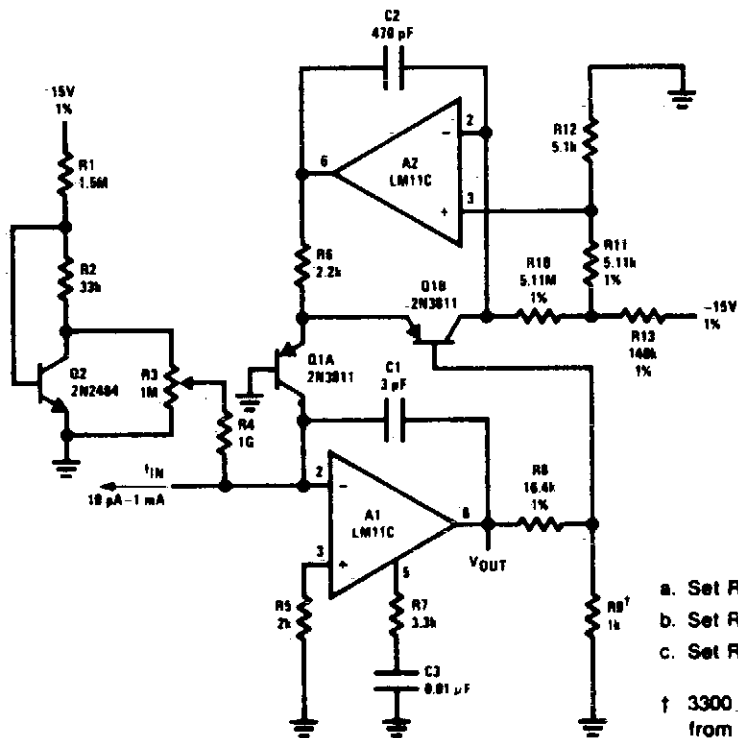 C2
470 pF
-15V
1%
R1
1.5M
R2
33k
Q2
2N2484
R3
1M
R4
1G
IIN
10 pA-1 mA
6
A2
LM11C
2
-
+
3
R12
5.1k
R6
2.2k
R11
5.11k
1%
R10
5.11M
1%
Q1B
2N3811
-15V
1%
R13
140k
1%
Q1A
2N3811
C1
3 pF
2
-
A1
LM11C
3
+
6
5
R8
16.4k
1%
VOUT
R5
2k
R7
3.3k
C3
0.01 µF
R9†
1k
a. Set R
b. Set R
c. Set R
† 3300
from